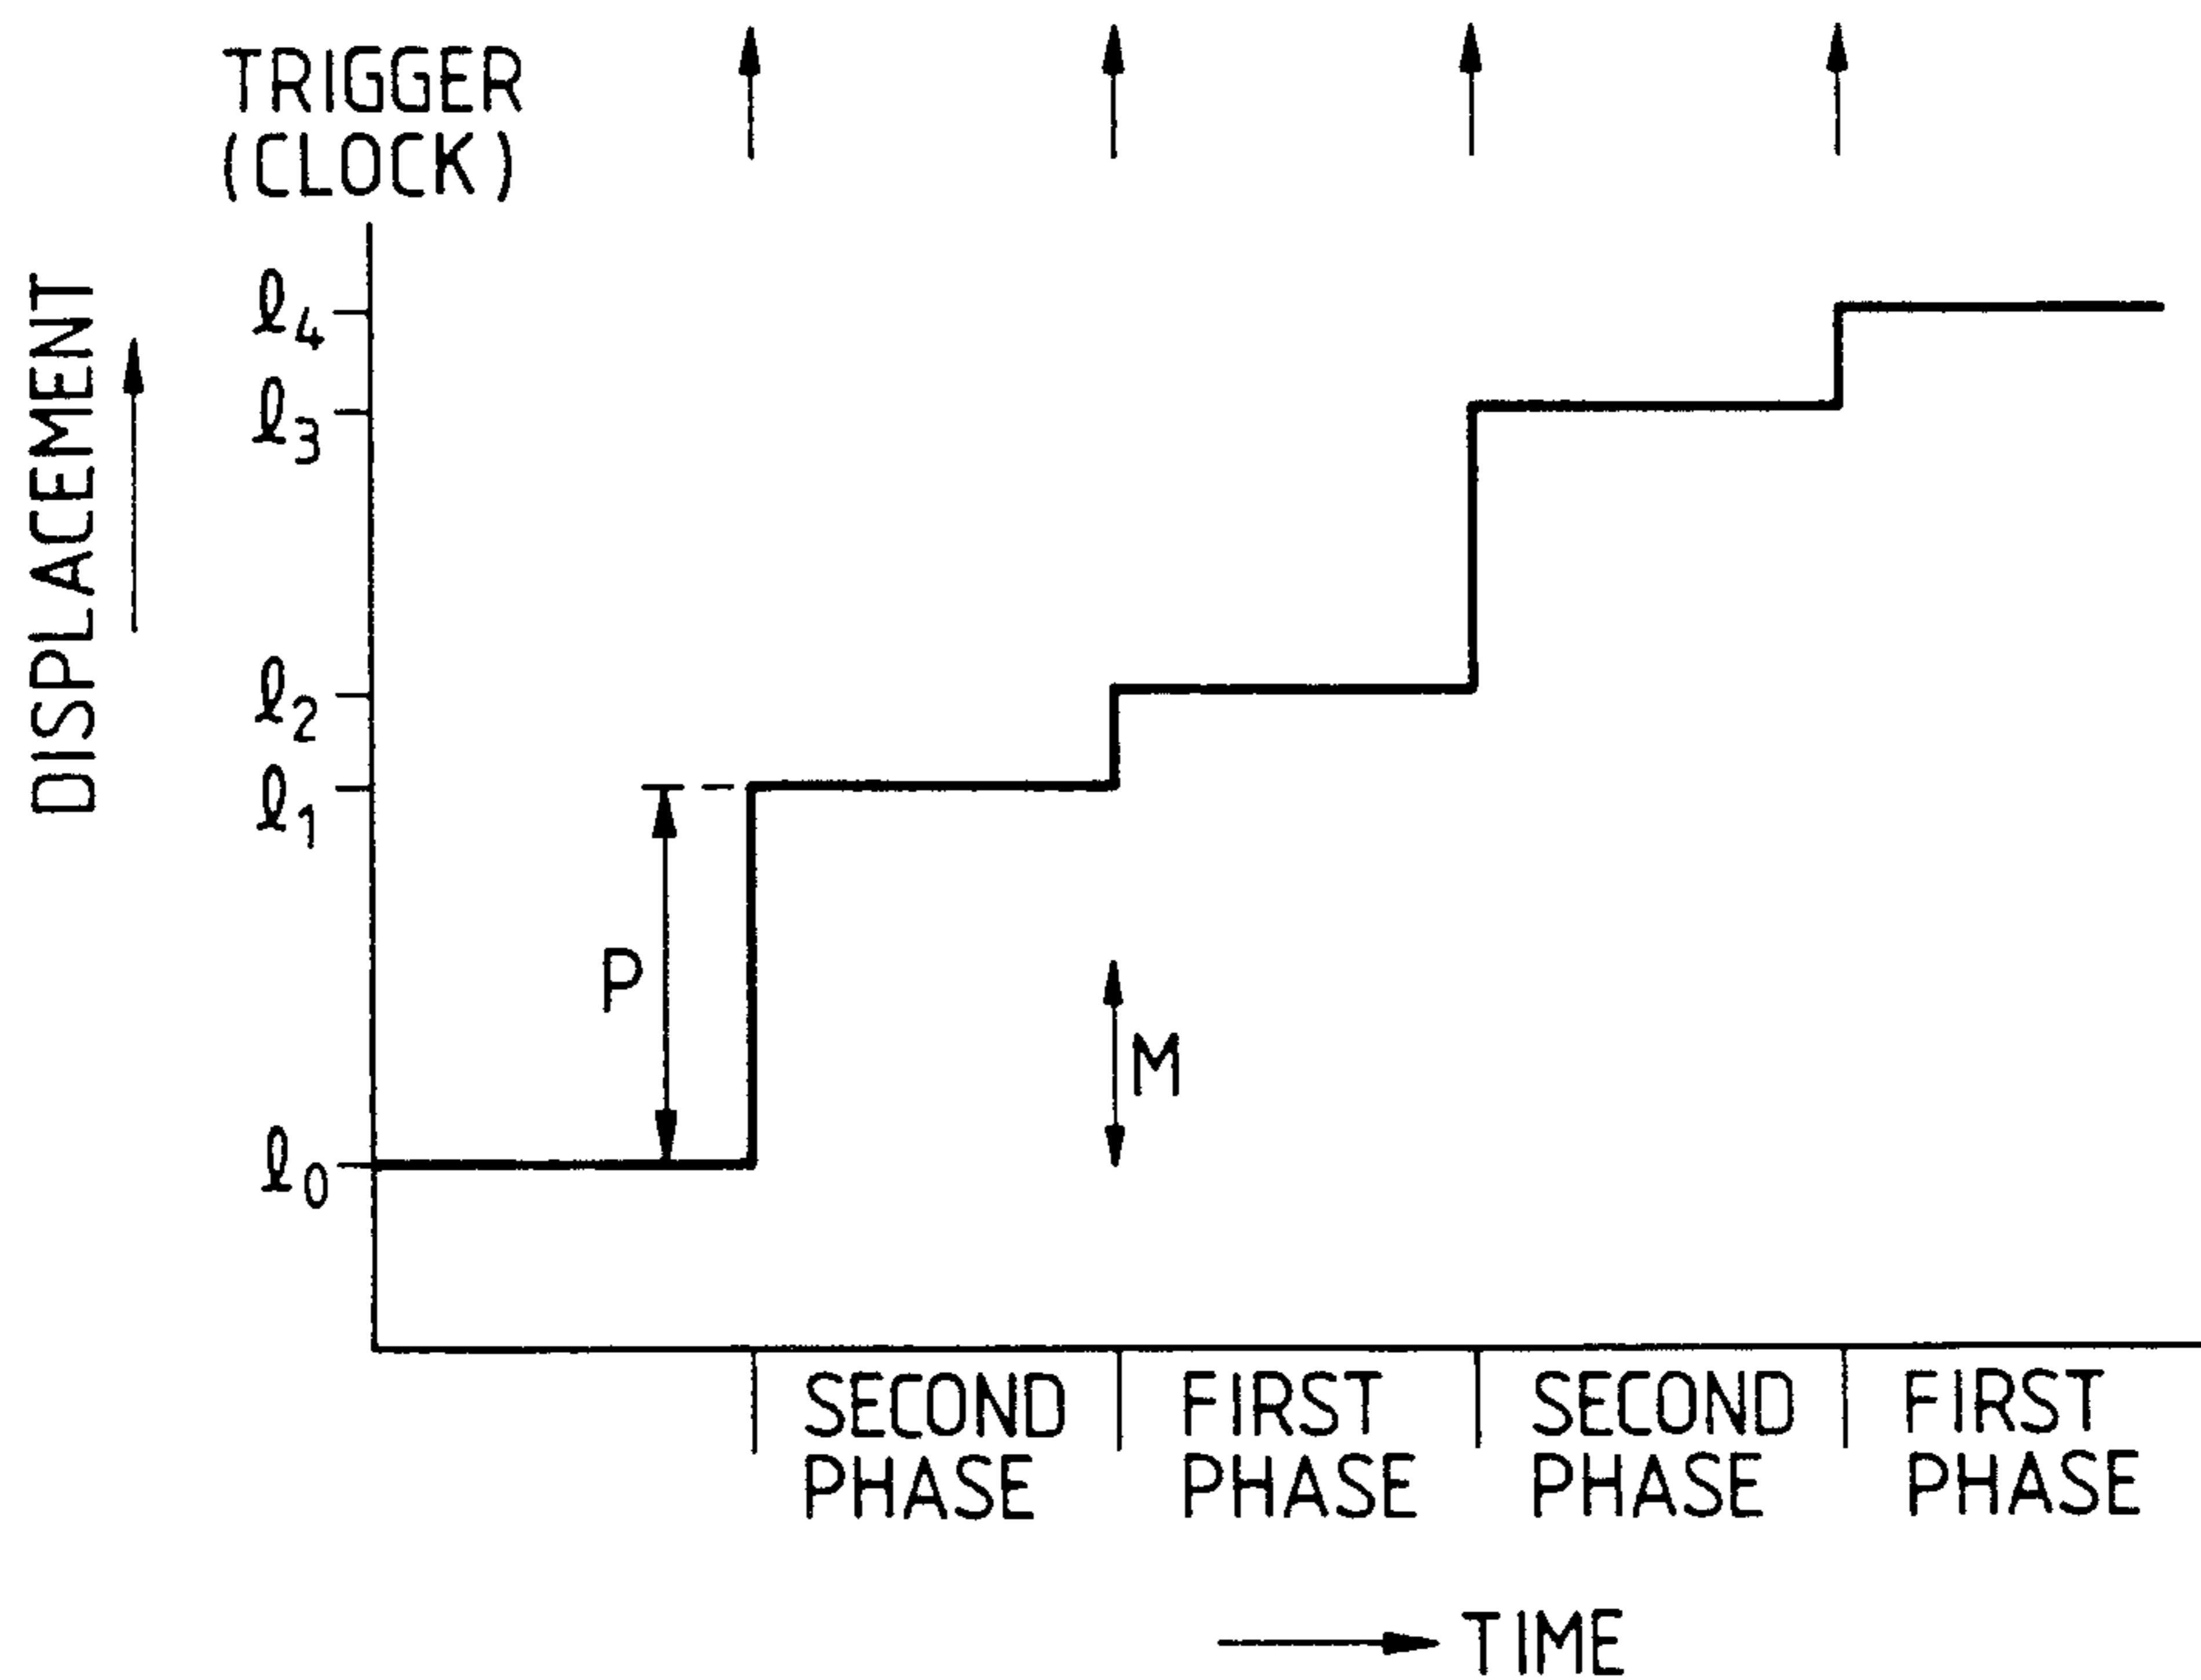 TRIGGER
(CLOCK)
DISPLACEMENT
ℓ4
ℓ3
ℓ2
ℓ1
ℓ0
P
M
SECOND
PHASE
FIRST
PHASE
SECOND
PHASE
FIRST
PHASE
TIME